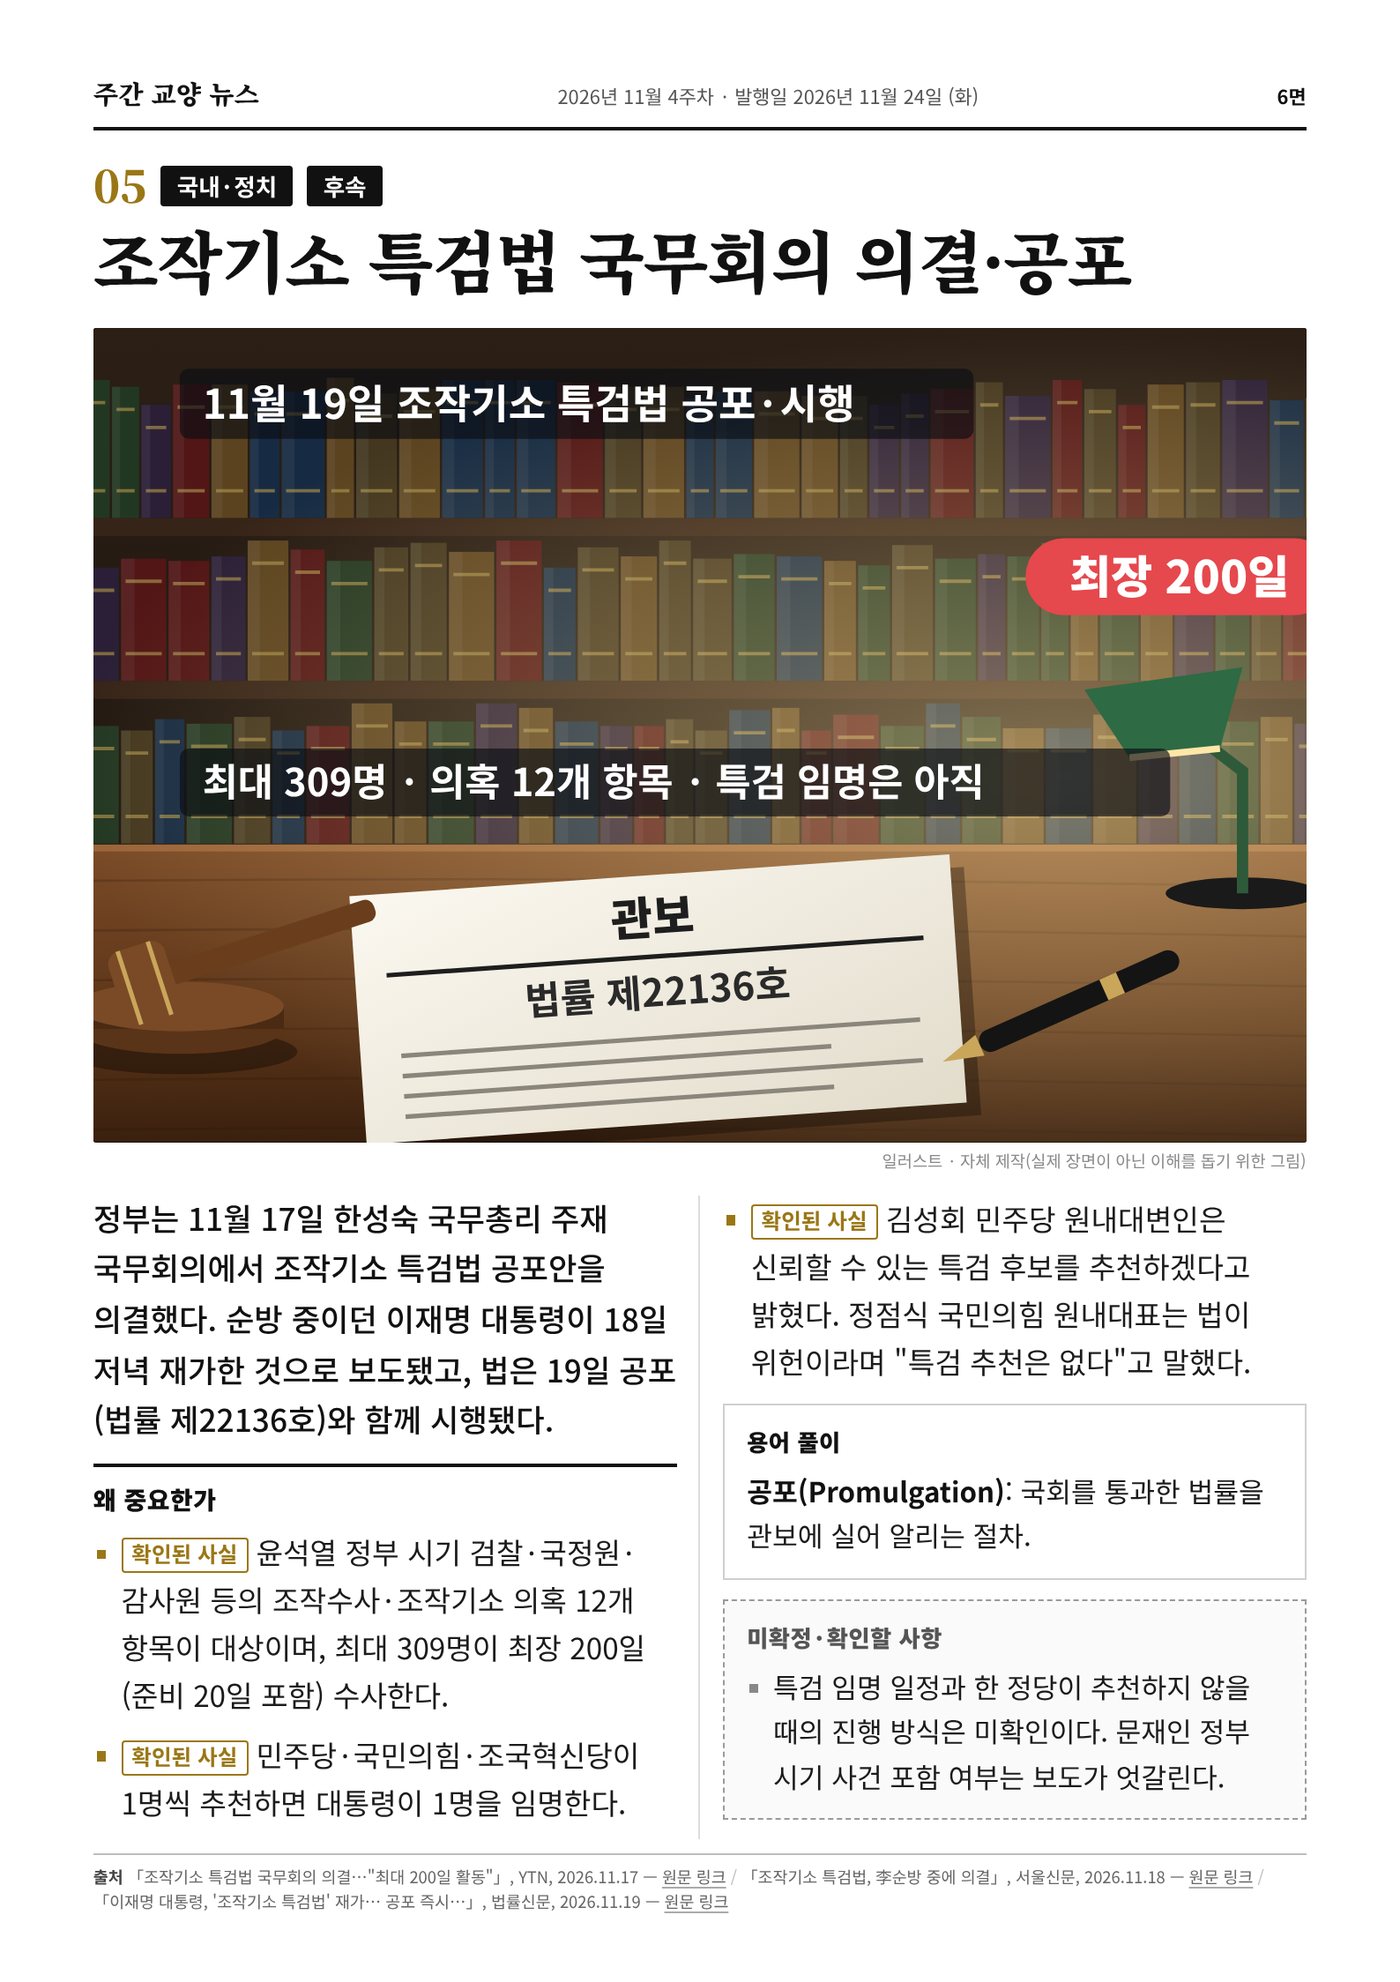 주간 교양 뉴스
2026년 11월 4주차 · 발행일 2026년 11월 24일 (화)
6면
05 국내·정치 후속
조작기소 특검법 국무회의 의결·공포
11월 19일 조작기소 특검법 공포·시행
최장 200일
최대 309명 · 의혹 12개 항목 · 특검 임명은 아직
관보
법률 제22136호
일러스트 · 자체 제작(실제 장면이 아닌 이해를 돕기 위한 그림)
정부는 11월 17일 한성숙 국무총리 주재
국무회의에서 조작기소 특검법 공포안을
의결했다. 순방 중이던 이재명 대통령이 18일
저녁 재가한 것으로 보도됐고, 법은 19일 공포
(법률 제22136호)와 함께 시행됐다.
왜 중요한가
확인된 사실 윤석열 정부 시기 검찰·국정원·
감사원 등의 조작수사·조작기소 의혹 12개
항목이 대상이며, 최대 309명이 최장 200일
(준비 20일 포함) 수사한다.
확인된 사실 민주당·국민의힘·조국혁신당이
1명씩 추천하면 대통령이 1명을 임명한다.
확인된 사실 김성회 민주당 원내대변인은
신뢰할 수 있는 특검 후보를 추천하겠다고
밝혔다. 정점식 국민의힘 원내대표는 법이
위헌이라며 "특검 추천은 없다"고 말했다.
용어 풀이
공포(Promulgation): 국회를 통과한 법률을
관보에 실어 알리는 절차.
미확정·확인할 사항
특검 임명 일정과 한 정당이 추천하지 않을
때의 진행 방식은 미확인이다. 문재인 정부
시기 사건 포함 여부는 보도가 엇갈린다.
출처 「조작기소 특검법 국무회의 의결…"최대 200일 활동"」, YTN, 2026.11.17 — 원문 링크 / 「조작기소 특검법, 李순방 중에 의결」, 서울신문, 2026.11.18 — 원문 링크 /
「이재명 대통령, '조작기소 특검법' 재가… 공포 즉시…」, 법률신문, 2026.11.19 — 원문 링크